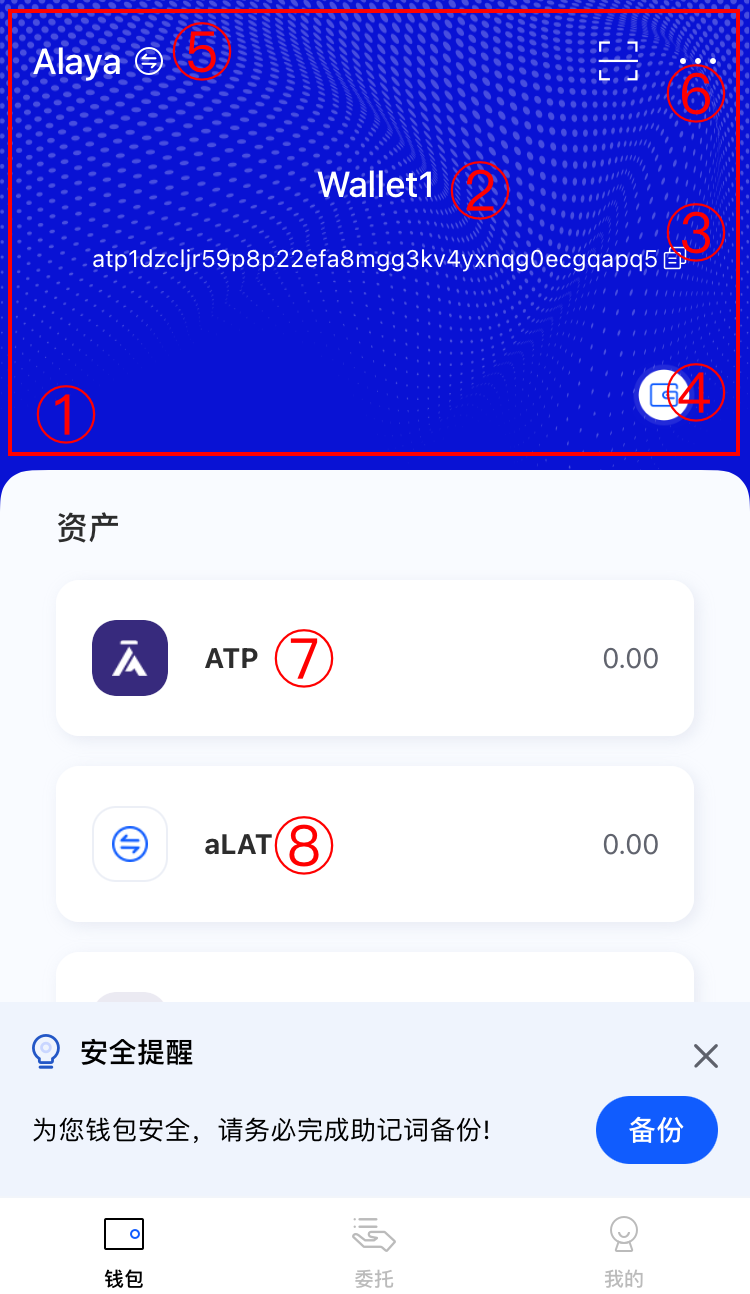 Alaya ⑤
⑥
Wallet1 ②
③
atp1dzcljr59p8p22efa8mgg3kv4yxnqg0ecgqapq5
④
①
资产
ATP ⑦ 0.00
aLAT ⑧ 0.00
安全提醒
为您钱包安全，请务必完成助记词备份!
备份
钱包 委托 我的